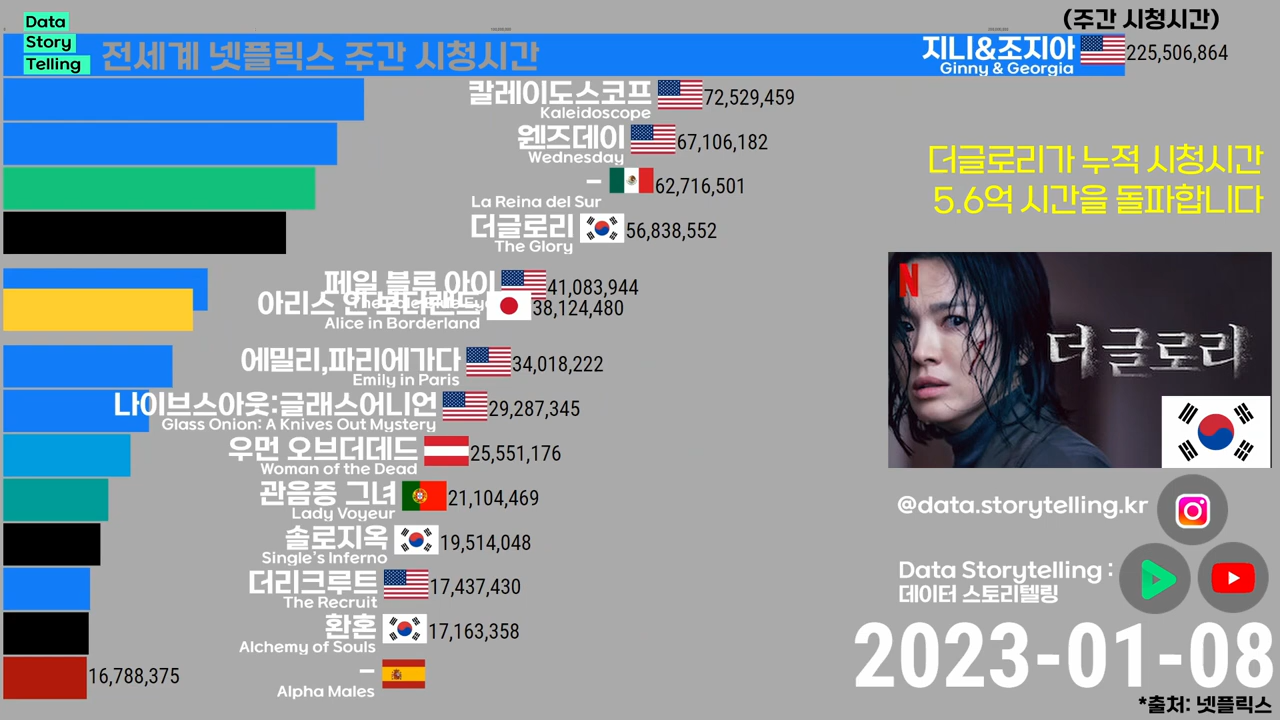 Data
Story
Telling
전세계 넷플릭스 주간 시청시간
(주간 시청시간)
지니&조지아
Ginny & Georgia
225,506,864
칼레이도스코프
Kaleidoscope
72,529,459
웬즈데이
Wednesday
67,106,182
–
La Reina del Sur
62,716,501
더글로리
The Glory
56,838,552
더글로리가 누적 시청시간
5.6억 시간을 돌파합니다
페일 블루 아이
The Pale Blue Eye
41,083,944
아리스 인 보더랜드
Alice in Borderland
38,124,480
에밀리,파리에가다
Emily in Paris
34,018,222
나이브스아웃:글래스어니언
Glass Onion: A Knives Out Mystery
29,287,345
우먼 오브더데드
Woman of the Dead
25,551,176
관음증 그녀
Lady Voyeur
21,104,469
솔로지옥
Single's Inferno
19,514,048
더리크루트
The Recruit
17,437,430
환혼
Alchemy of Souls
17,163,358
–
Alpha Males
16,788,375
N
더 글로리
@data.storytelling.kr
Data Storytelling :
데이터 스토리텔링
2023-01-08
*출처: 넷플릭스